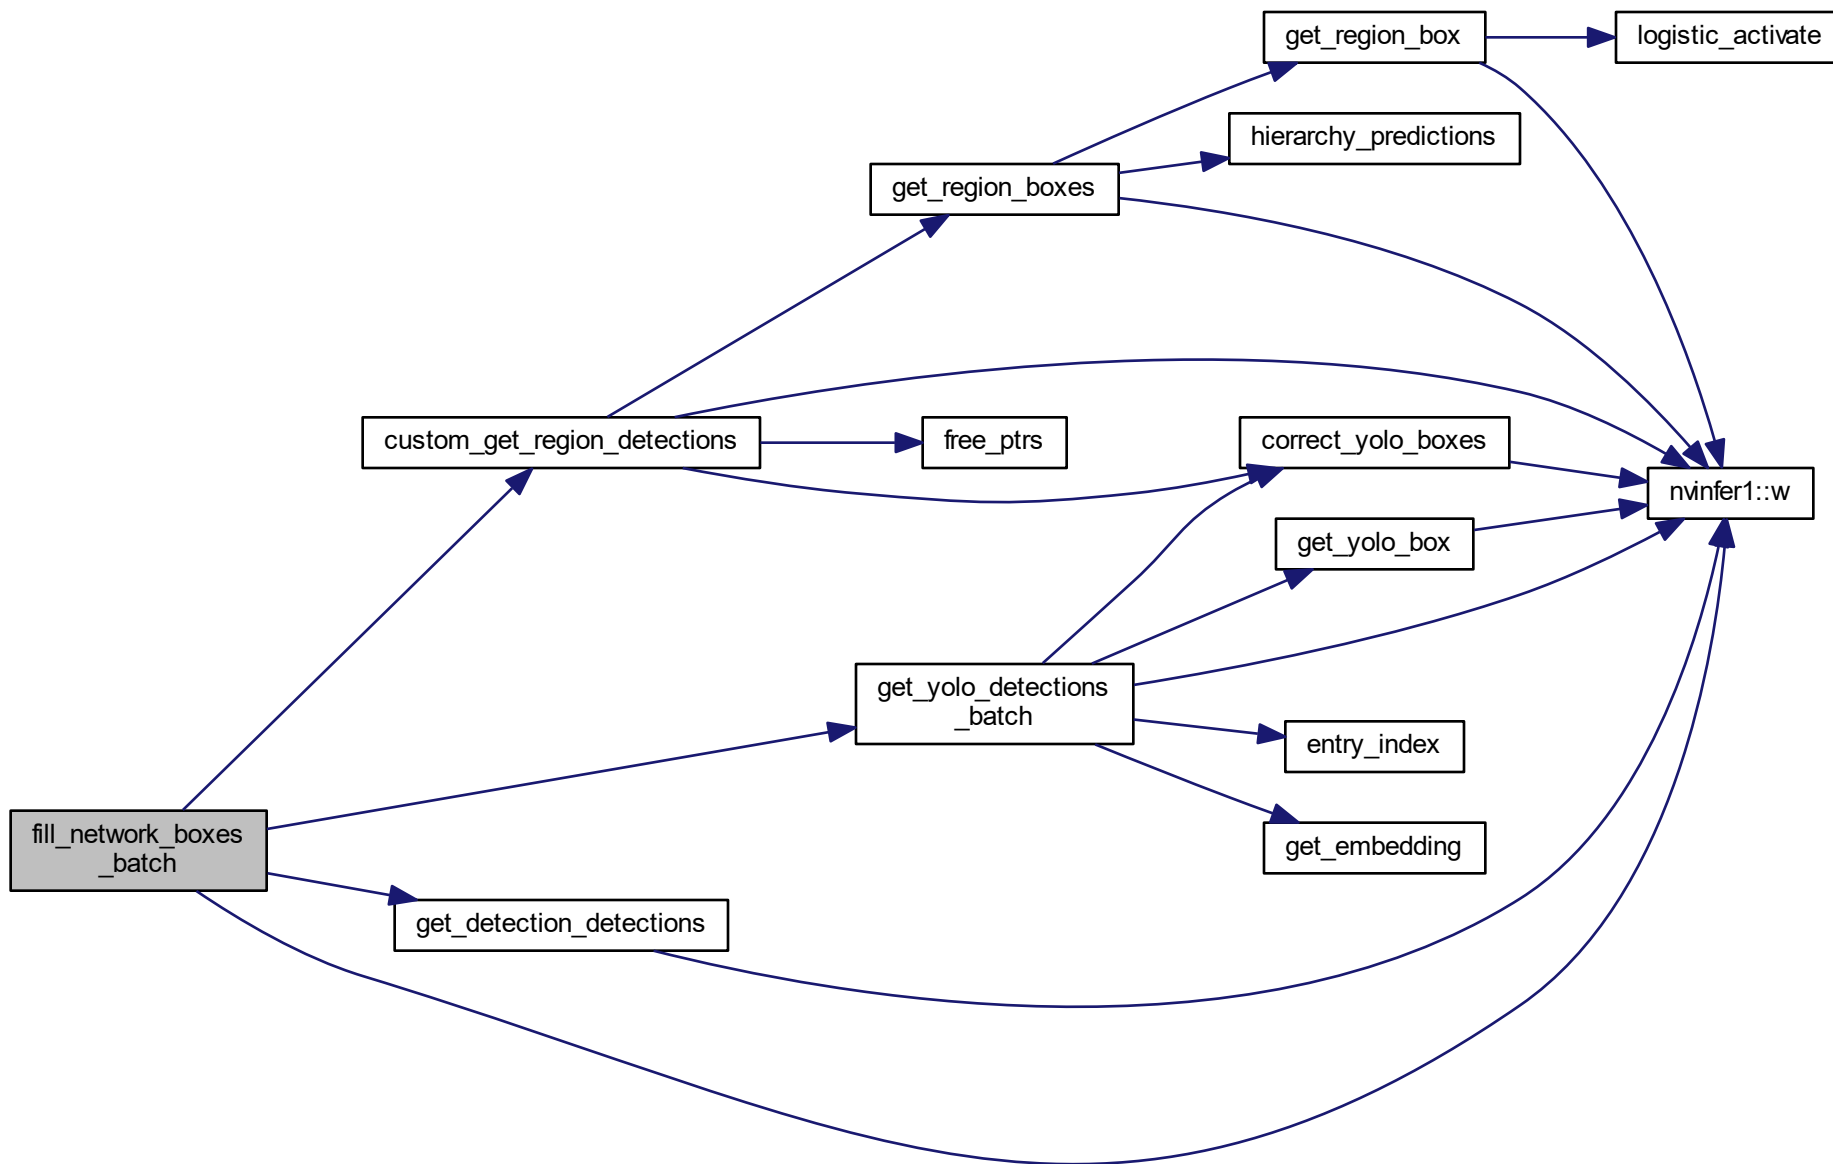 get_region_box
logistic_activate
hierarchy_predictions
get_region_boxes
custom_get_region_detections
free_ptrs
correct_yolo_boxes
nvinfer1::w
get_yolo_box
get_yolo_detections
_batch
entry_index
fill_network_boxes
_batch
get_embedding
get_detection_detections